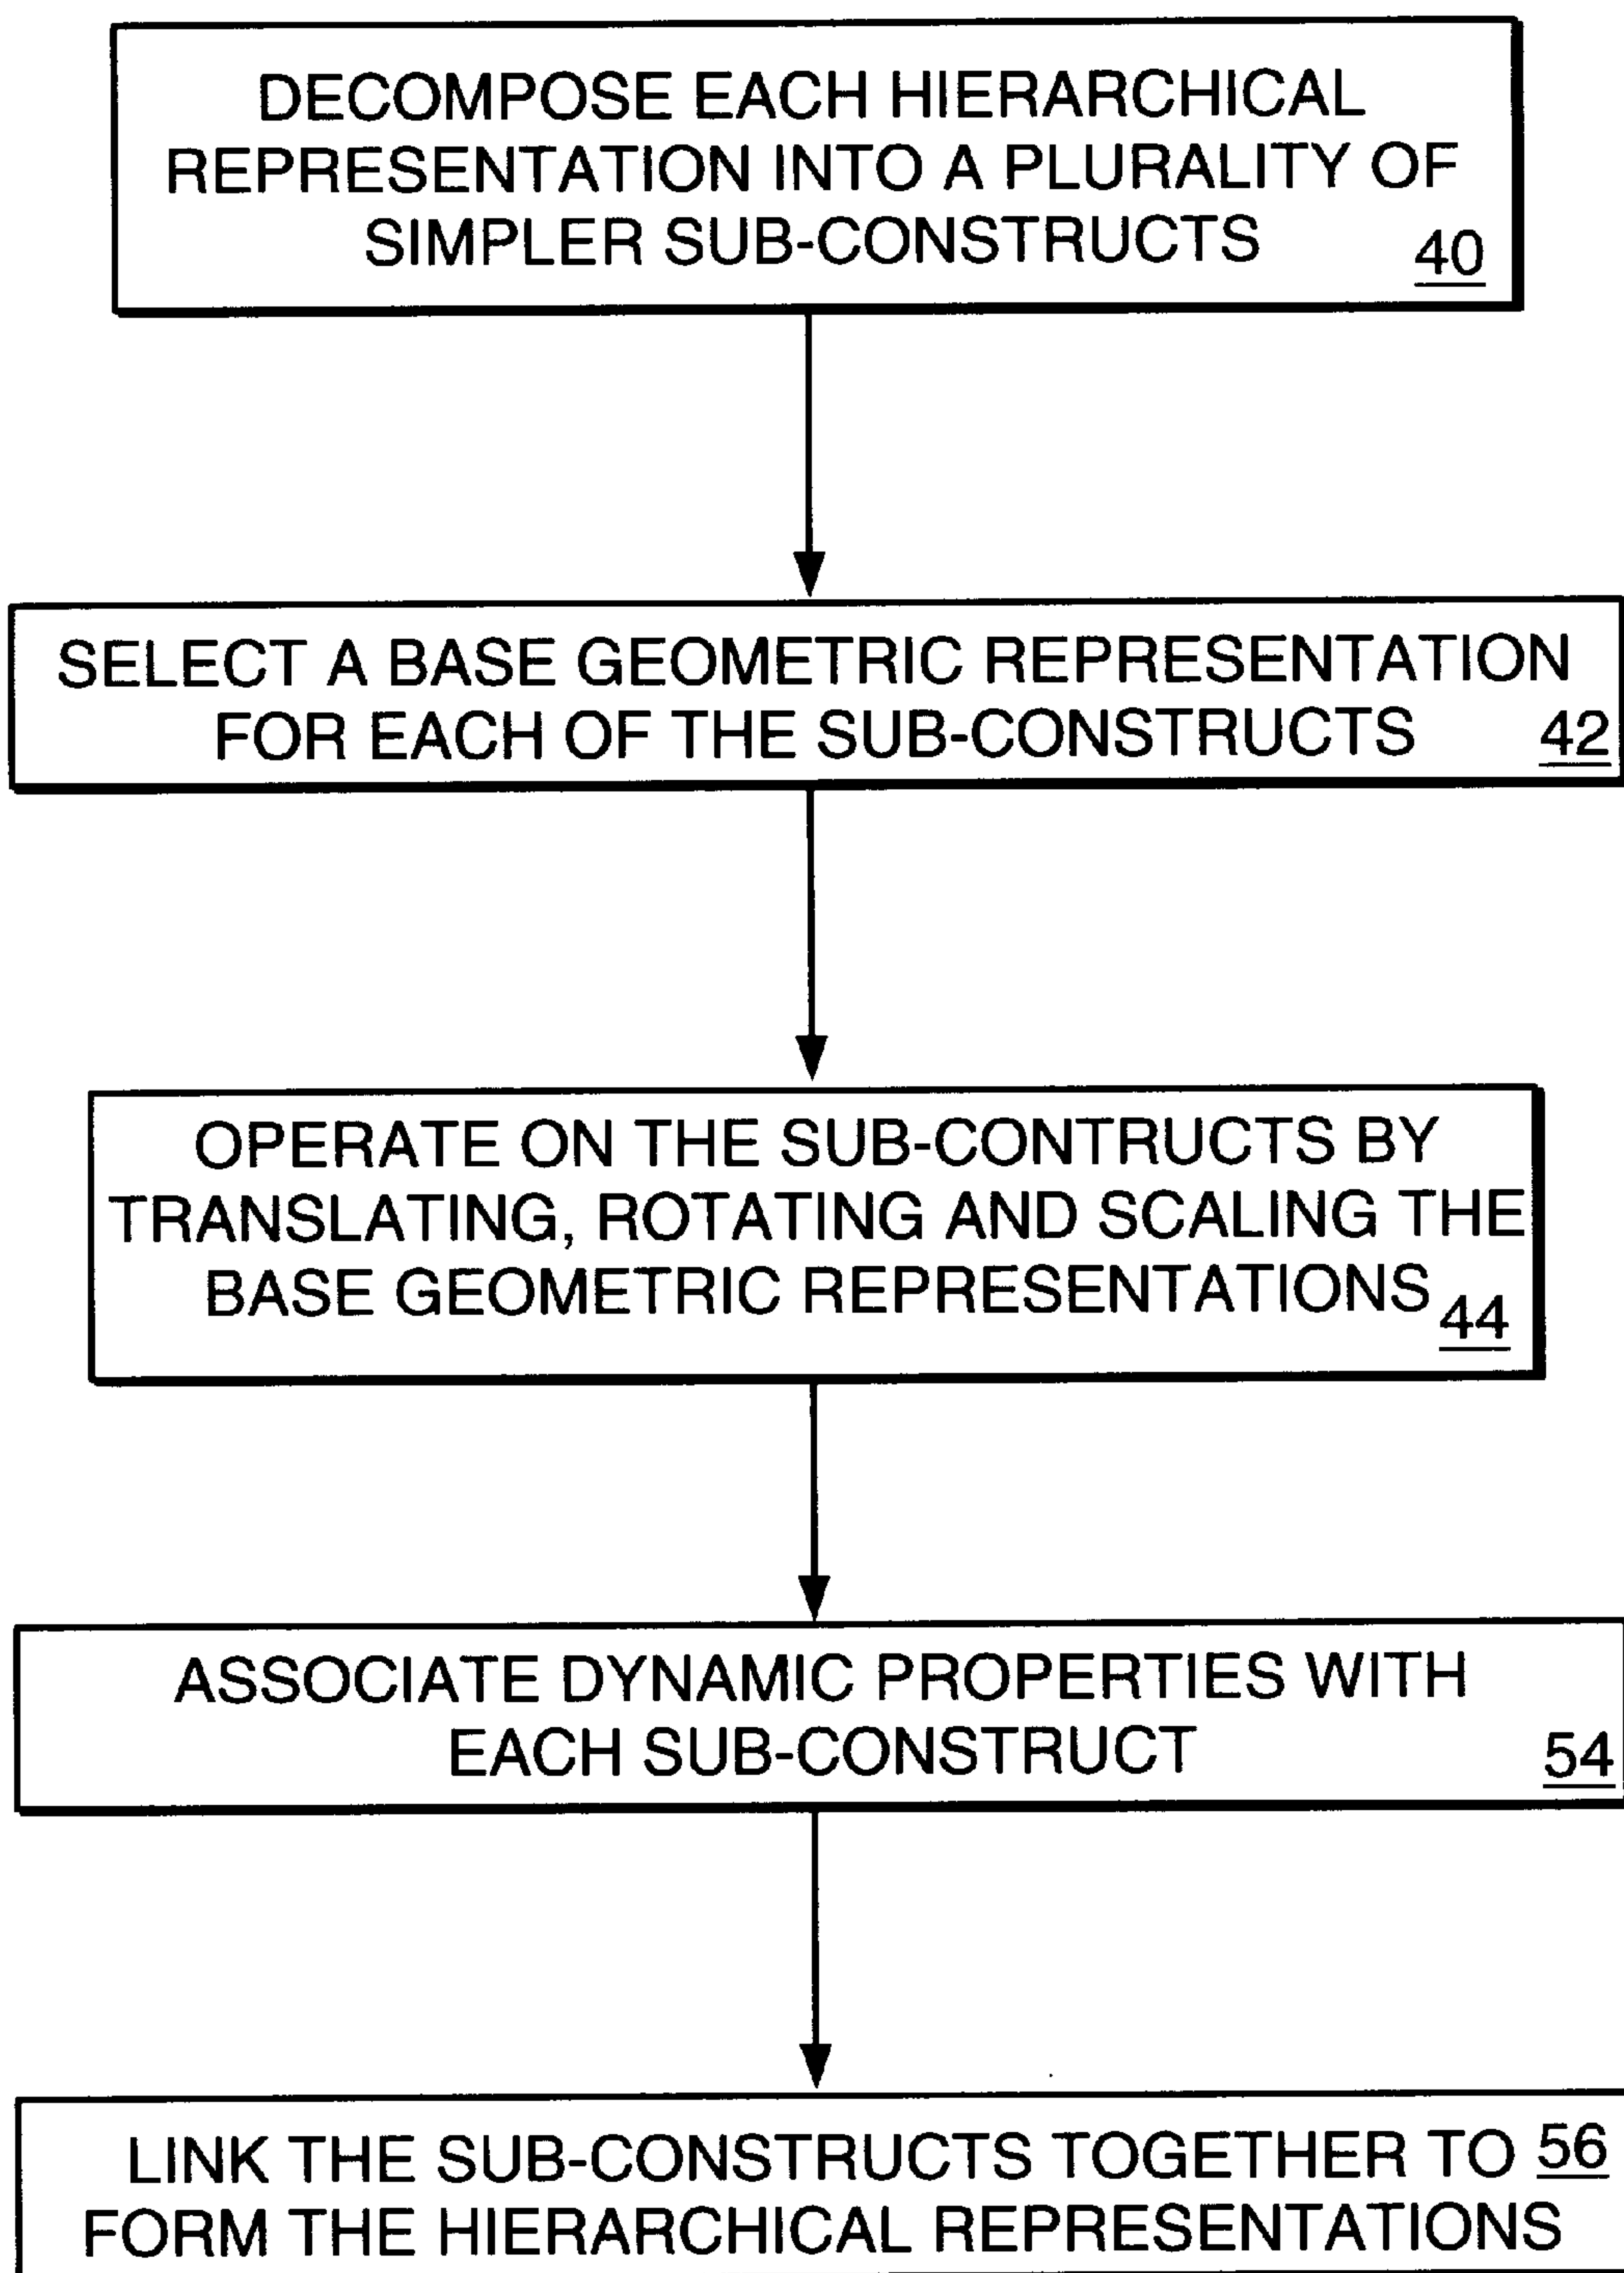 DECOMPOSE EACH HIERARCHICAL
REPRESENTATION INTO A PLURALITY OF
SIMPLER SUB-CONSTRUCTS 40
SELECT A BASE GEOMETRIC REPRESENTATION
FOR EACH OF THE SUB-CONSTRUCTS 42
OPERATE ON THE SUB-CONTRUCTS BY
TRANSLATING, ROTATING AND SCALING THE
BASE GEOMETRIC REPRESENTATIONS 44
ASSOCIATE DYNAMIC PROPERTIES WITH
EACH SUB-CONSTRUCT 54
LINK THE SUB-CONSTRUCTS TOGETHER TO 56
FORM THE HIERARCHICAL REPRESENTATIONS